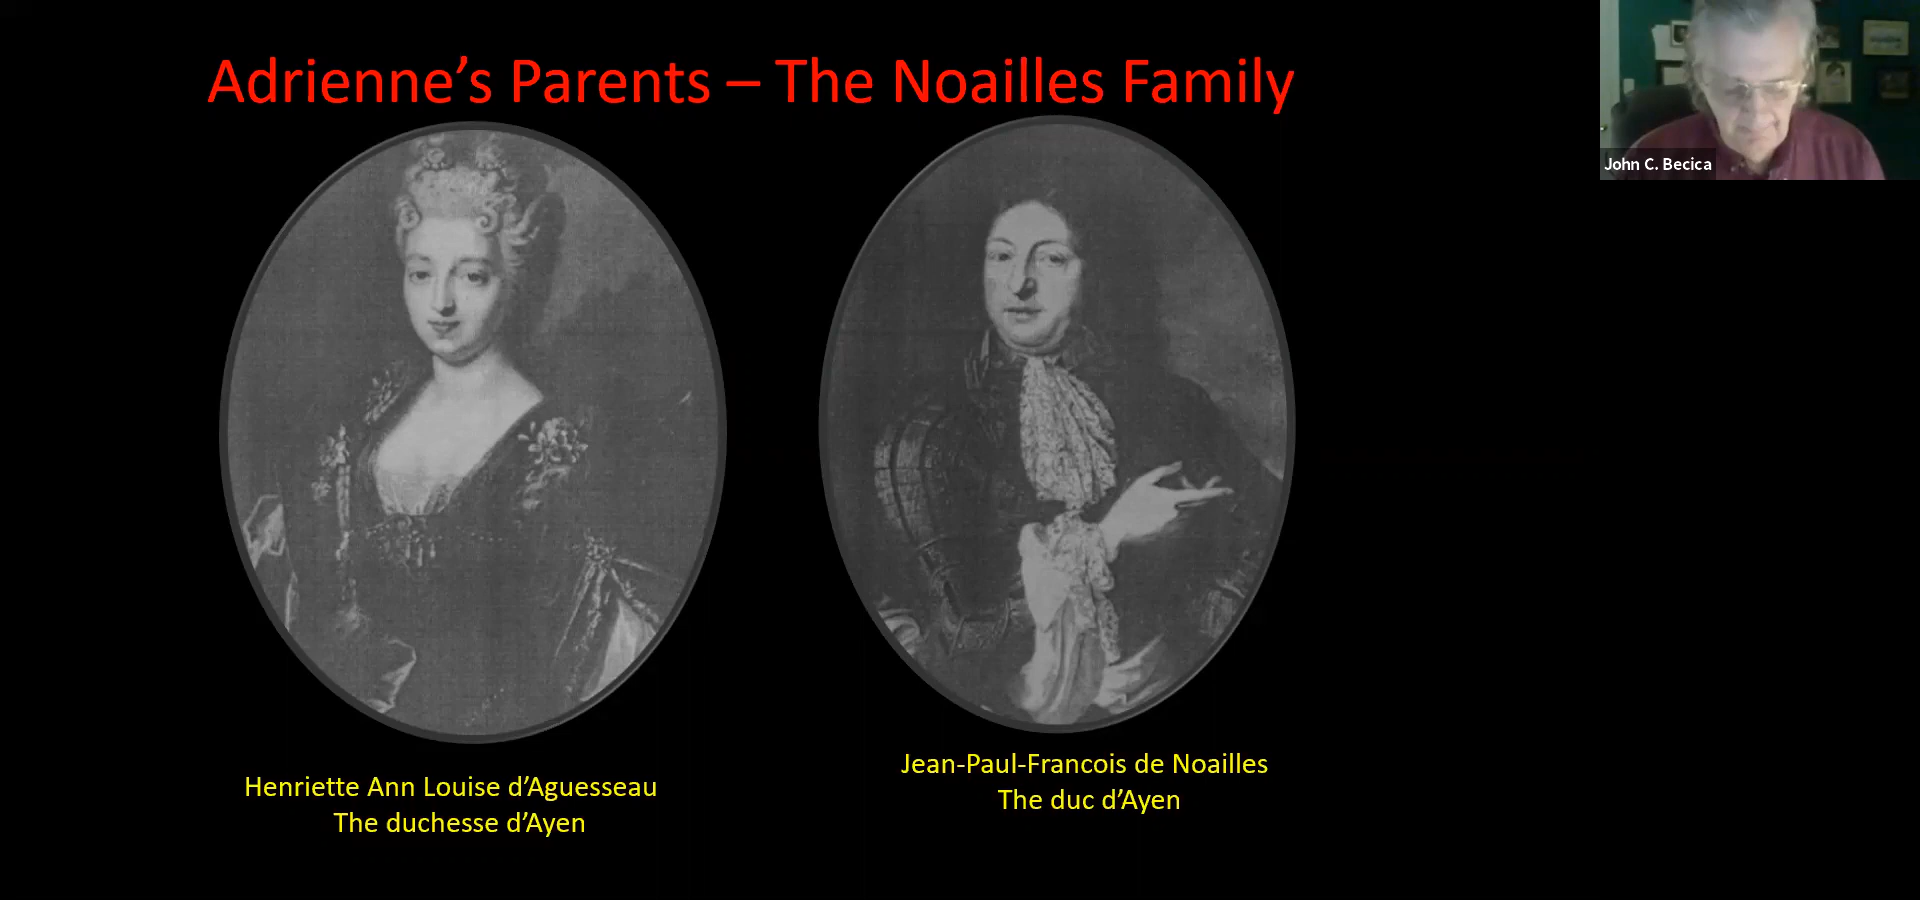 Adrienne’s Parents – The Noailles Family
John C. Becica
Henriette Ann Louise d’Aguesseau
The duchesse d’Ayen
Jean-Paul-Francois de Noailles
The duc d’Ayen